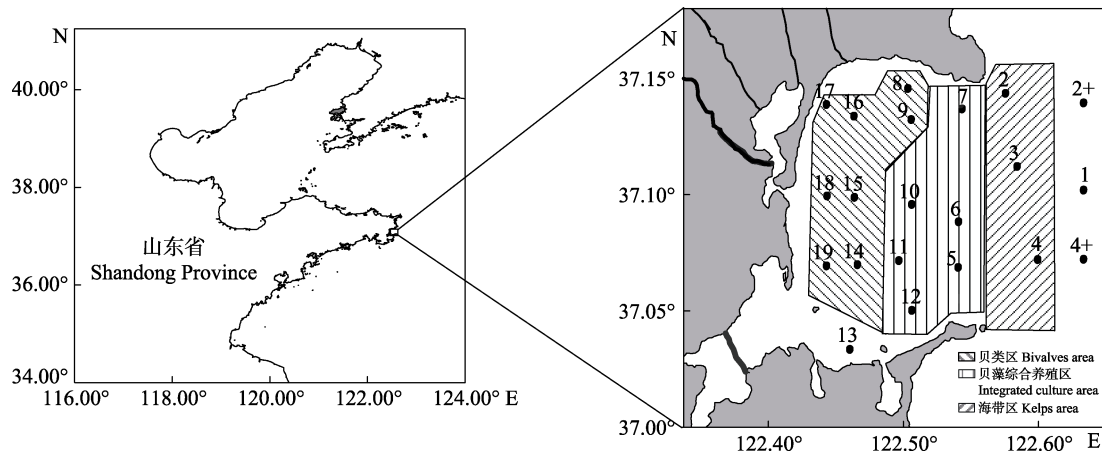 N
40.00°
38.00°
36.00°
34.00°
116.00° 118.00° 120.00° 122.00° 124.00° E
山东省
Shandong Province
N
37.15°
37.10°
37.05°
37.00°
122.40° 122.50° 122.60° E
8
2
2+
17
16
9
7
3
1
18
15
10
6
19
14
11
5
4
4+
12
13
贝类区 Bivalves area
贝藻综合养殖区
Integrated culture area
海带区 Kelps area